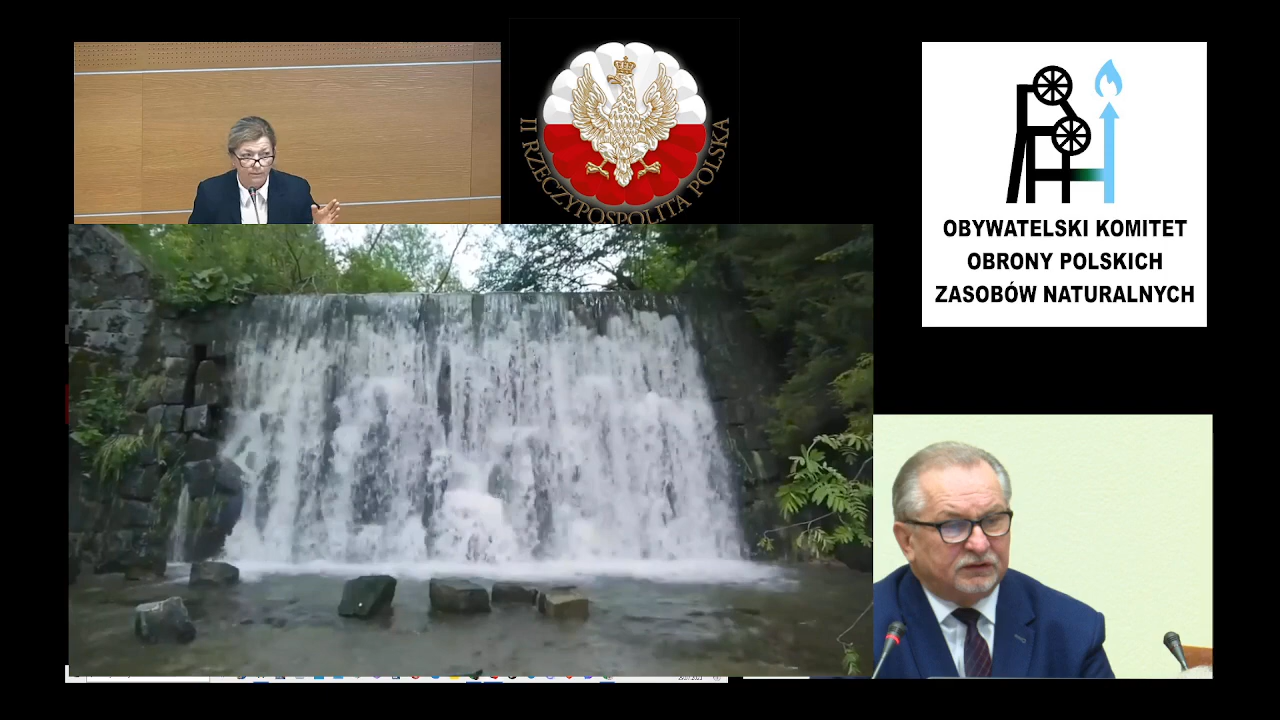 II RZECZYPOSPOLITA POLSKA
OBYWATELSKI KOMITET
OBRONY POLSKICH
ZASOBÓW NATURALNYCH